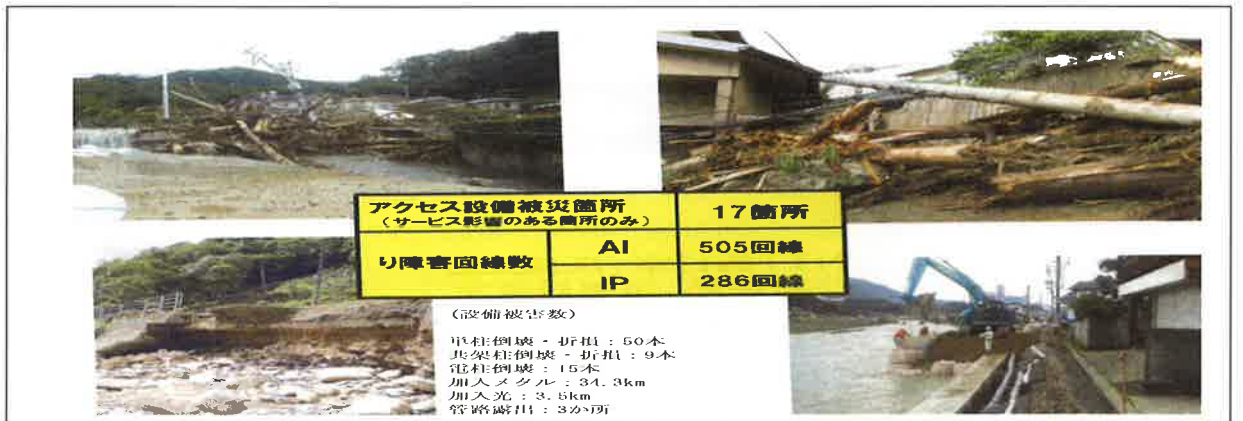 アクセス設備被災箇所
(サービス影響のある箇所のみ)
17箇所
り障害回線数
AI
505回線
IP
286回線
(設備被害数)
単柱倒壊・折損:50本
共架柱倒壊・折損:9本
電柱倒壊:15本
加入メタル:34.3km
加入光:3.5km
管路露出:3か所